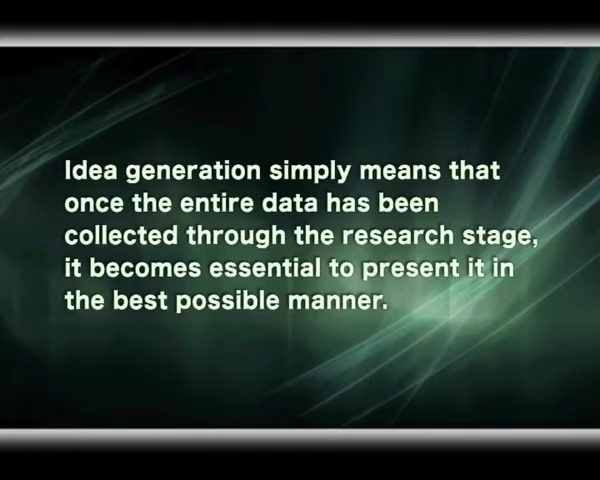 Idea generation simply means that
once the entire data has been
collected through the research stage,
it becomes essential to present it in
the best possible manner.